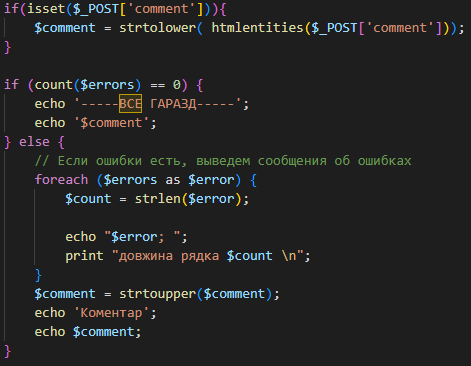 if(isset($_POST['comment'])){
    $comment = strtolower( htmlentities($_POST['comment']));
}
if (count($errors) == 0) {
    echo '-----ВСЕ ГАРАЗД-----';
    echo '$comment';
} else {
    // Если ошибки есть, выведем сообщения об ошибках
    foreach ($errors as $error) {
        $count = strlen($error);
        echo "$error; ";
        print "довжина рядка $count \n";
    }
    $comment = strtoupper($comment);
    echo 'Коментар';
    echo $comment;
}